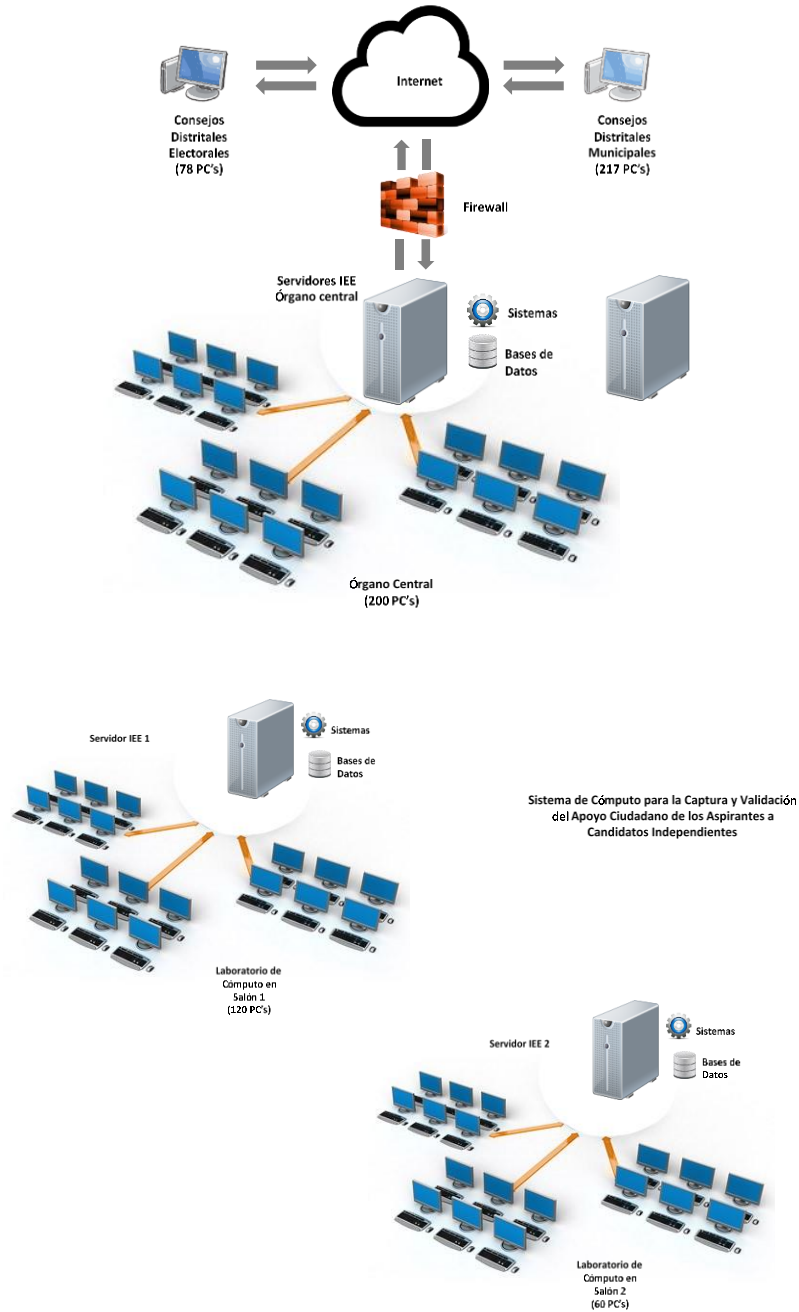 Internet
Consejos
Distritales
Electorales
(78 PC's)
Consejos
Distritales
Municipales
(217 PC's)
Firewall
Servidores IEE
Órgano central
Sistemas
Bases de
Datos
Órgano Central
(200 PC's)
Servidor IEE 1
Sistemas
Bases de
Datos
Laboratorio de
Cómputo en
Salón 1
(120 PC's)
Sistema de Cómputo para la Captura y Validación
del Apoyo Ciudadano de los Aspirantes a
Candidatos Independientes
Servidor IEE 2
Sistemas
Bases de
Datos
Laboratorio de
Cómputo en
Salón 2
(60 PC's)